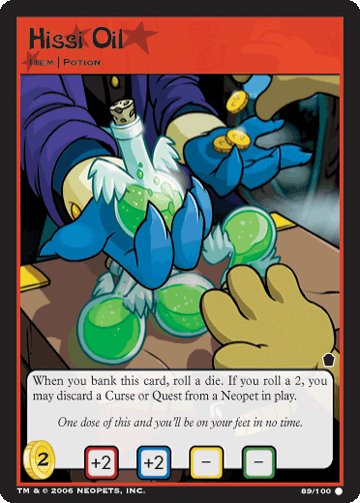 Hissi Oil
Item | Potion
When you bank this card, roll a die. If you roll a 2, you
may discard a Curse or Quest from a Neopet in play.
One dose of this and you'll be on your feet in no time.
2 +2 +2 – –
TM & © 2006 NEOPETS, INC. 89/100